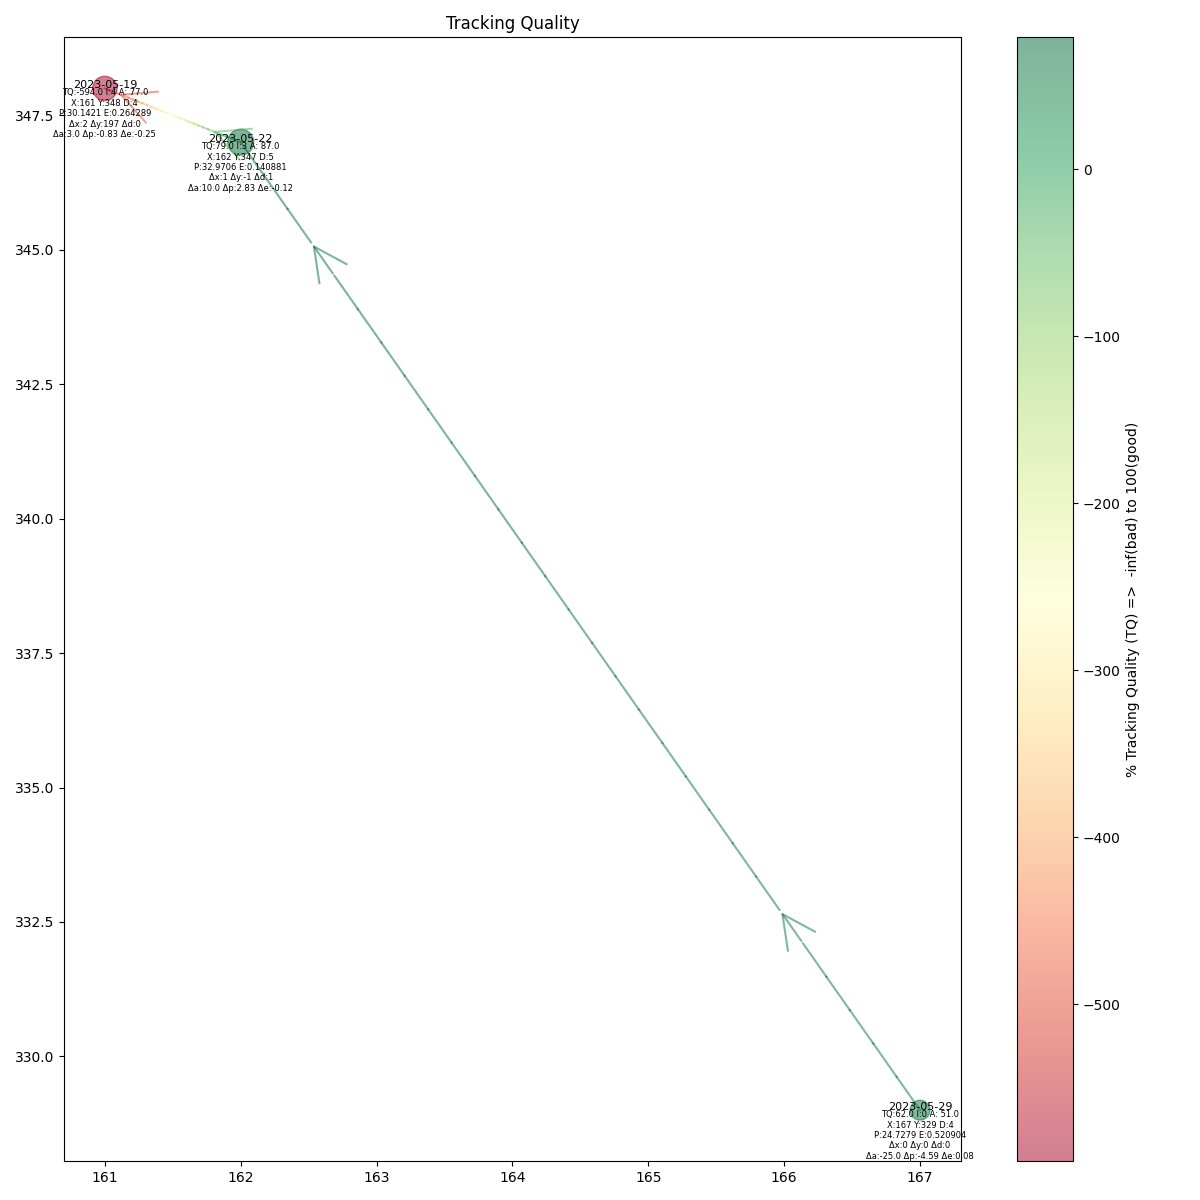 Tracking Quality
2023-05-19
TQ:-594.0 I:4 A: 77.0
X:161 Y:348 D:4
P:30.1421 E:0.264289
Δx:2 Δy:197 Δd:0
Δa:3.0 Δp:-0.83 Δe:-0.25
2023-05-22
TQ:79.0 I:3 A: 87.0
X:162 Y:347 D:5
P:32.9706 E:0.140881
Δx:1 Δy:-1 Δd:1
Δa:10.0 Δp:2.83 Δe:-0.12
2023-05-29
TQ:62.0 I:0 A: 51.0
X:167 Y:329 D:4
P:24.7279 E:0.520904
Δx:0 Δy:0 Δd:0
Δa:-25.0 Δp:-4.59 Δe:0.08
347.5
345.0
342.5
340.0
337.5
335.0
332.5
330.0
161 162 163 164 165 166 167
0
−100
−200
−300
−400
−500
% Tracking Quality (TQ) => -inf(bad) to 100(good)